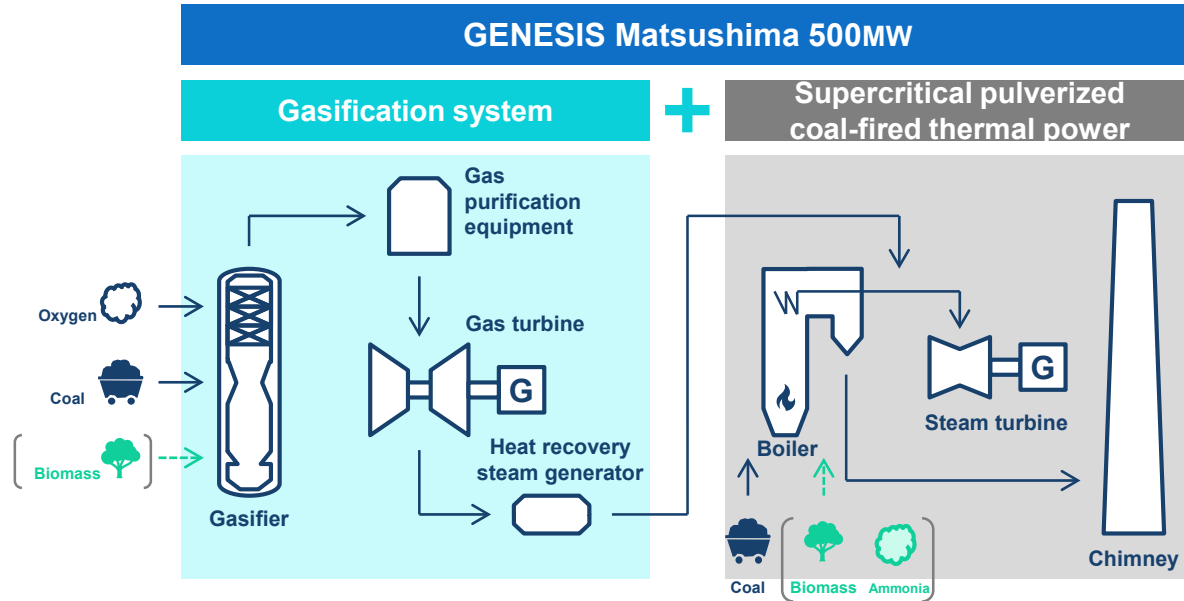 GENESIS Matsushima 500MW
Gasification system
Supercritical pulverized
coal-fired thermal power
Gas
purification
equipment
Oxygen
Gas turbine
Coal
G
G
Biomass
Heat recovery
steam generator
Steam turbine
Boiler
Gasifier
Chimney
Coal
Biomass
Ammonia